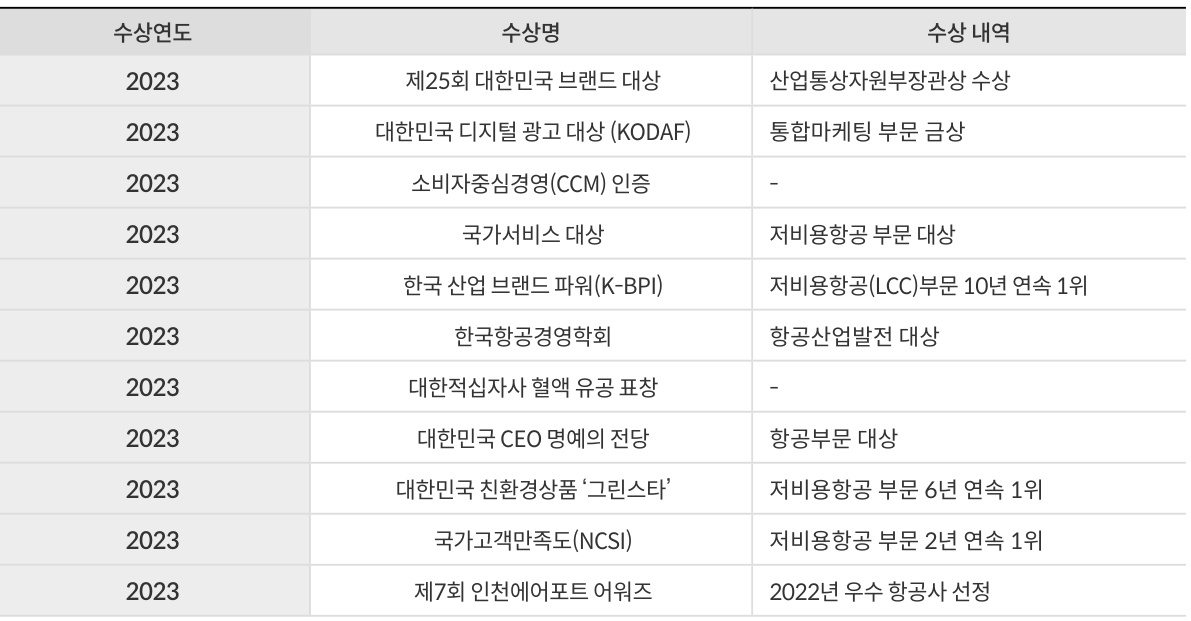 수상연도 수상명 수상 내역
2023 제25회 대한민국 브랜드 대상 산업통상자원부장관상 수상
2023 대한민국 디지털 광고 대상 (KODAF) 통합마케팅 부문 금상
2023 소비자중심경영(CCM) 인증 -
2023 국가서비스 대상 저비용항공 부문 대상
2023 한국 산업 브랜드 파워(K-BPI) 저비용항공(LCC)부문 10년 연속 1위
2023 한국항공경영학회 항공산업발전 대상
2023 대한적십자사 혈액 유공 표창 -
2023 대한민국 CEO 명예의 전당 항공부문 대상
2023 대한민국 친환경상품 ‘그린스타’ 저비용항공 부문 6년 연속 1위
2023 국가고객만족도(NCSI) 저비용항공 부문 2년 연속 1위
2023 제7회 인천에어포트 어워즈 2022년 우수 항공사 선정